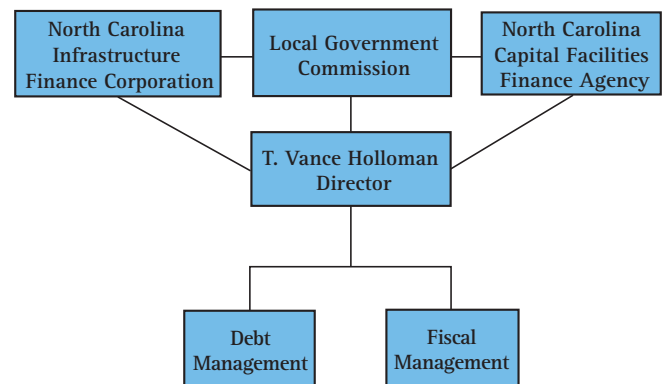 North Carolina
Infrastructure
Finance Corporation
Local Government
Commission
North Carolina
Capital Facilities
Finance Agency
T. Vance Holloman
Director
Debt
Management
Fiscal
Management